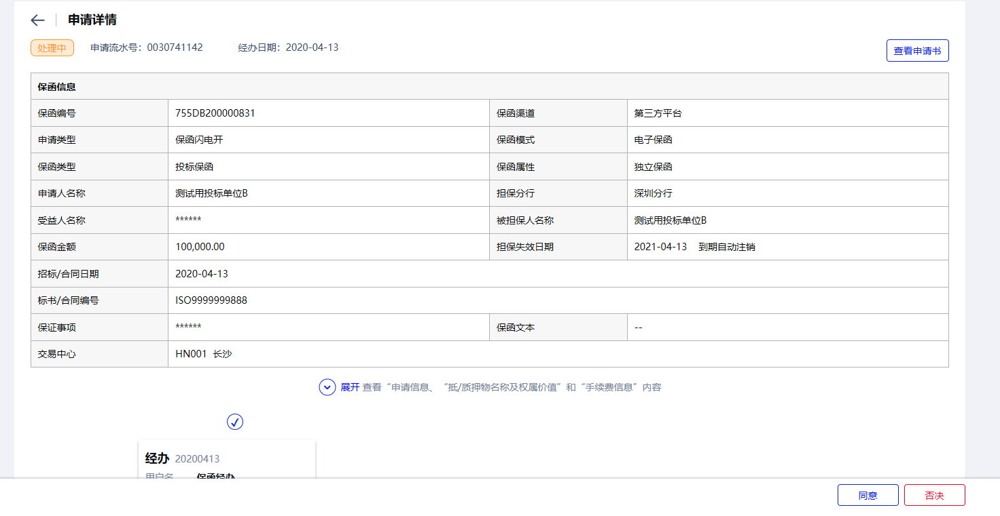 申请详情
处理中 申请流水号：0030741142 经办日期：2020-04-13 查看申请书
保函信息
保函编号 755DB200000831 保函渠道 第三方平台
申请类型 保函闪电开 保函模式 电子保函
保函类型 投标保函 保函属性 独立保函
申请人名称 测试用投标单位B 担保分行 深圳分行
受益人名称 ****** 被担保人名称 测试用投标单位B
保函金额 100,000.00 担保失效日期 2021-04-13 到期自动注销
招标/合同日期 2020-04-13
标书/合同编号 ISO9999999888
保证事项 ****** 保函文本 --
交易中心 HN001 长沙
展开 查看“申请信息、“抵/质押物名称及权属价值”和“手续费信息”内容
经办 20200413
用户名 保函经办
同意 否决